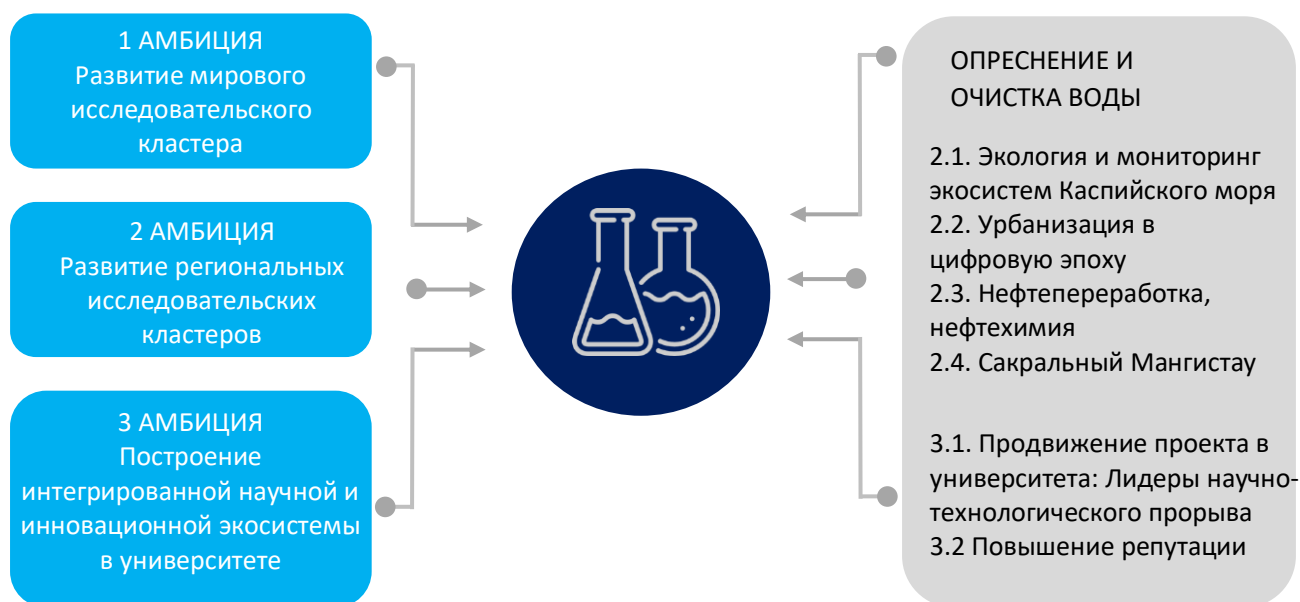 1 АМБИЦИЯ
Развитие мирового
исследовательского
кластера
2 АМБИЦИЯ
Развитие региональных
исследовательских
кластеров
3 АМБИЦИЯ
Построение
интегрированной научной и
инновационной экосистемы
в университете
ОПРЕСНЕНИЕ И
ОЧИСТКА ВОДЫ
2.1. Экология и мониторинг
экосистем Каспийского моря
2.2. Урбанизация в
цифровую эпоху
2.3. Нефтепереработка,
нефтехимия
2.4. Сакральный Мангистау
3.1. Продвижение проекта в
университета: Лидеры научно-
технологического прорыва
3.2 Повышение репутации